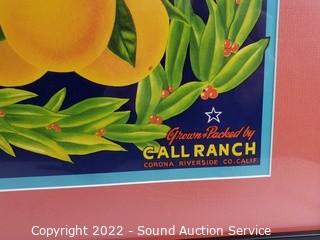 Grown & Packed by
CALL RANCH
CORONA RIVERSIDE CO. CALIF.
Copyright 2022 - Sound Auction Service